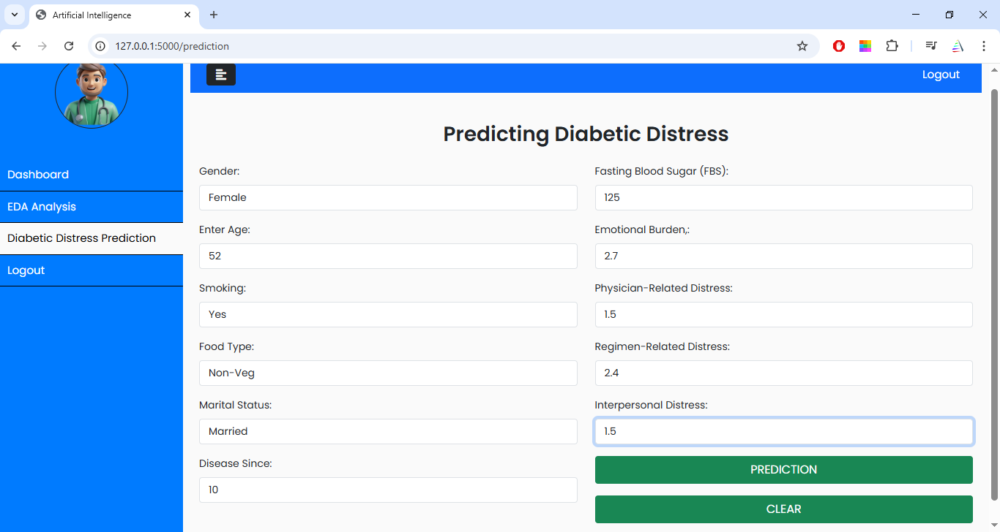 Artificial Intelligence
127.0.0.1:5000/prediction
Logout
Dashboard
EDA Analysis
Diabetic Distress Prediction
Logout
Predicting Diabetic Distress
Gender:
Female
Enter Age:
52
Smoking:
Yes
Food Type:
Non-Veg
Marital Status:
Married
Disease Since:
10
Fasting Blood Sugar (FBS):
125
Emotional Burden,:
2.7
Physician-Related Distress:
1.5
Regimen-Related Distress:
2.4
Interpersonal Distress:
1.5
PREDICTION
CLEAR